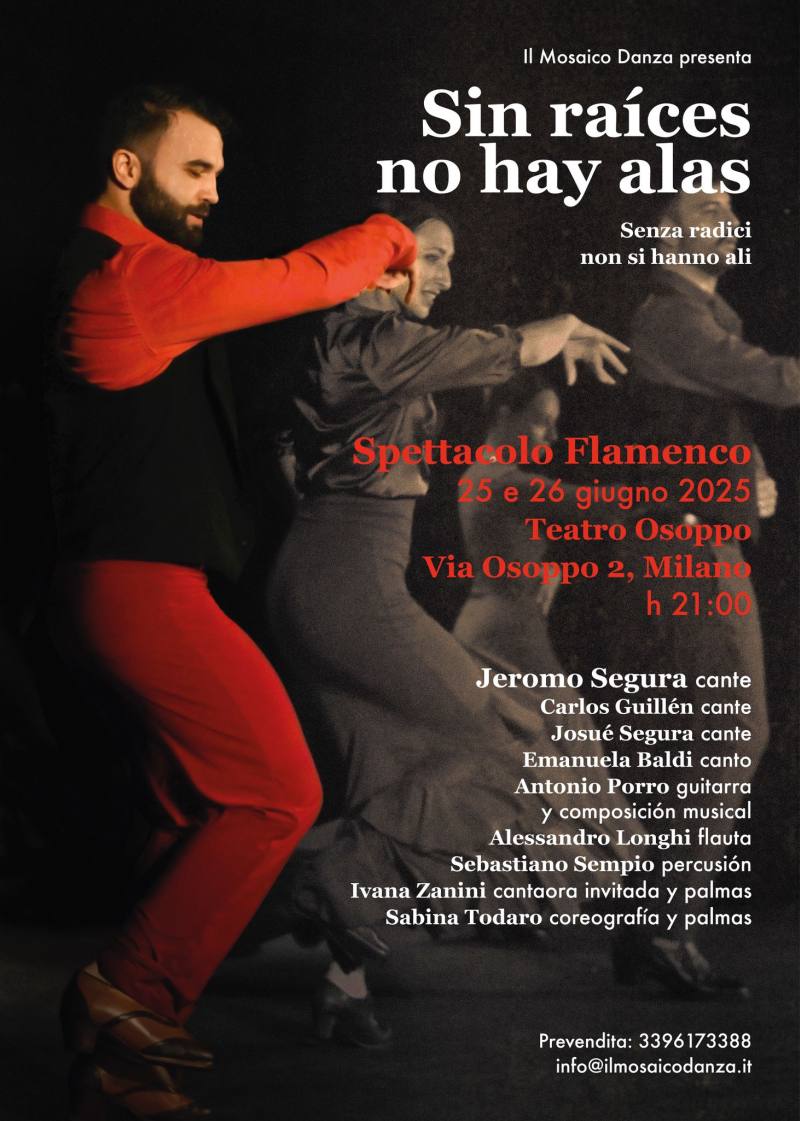 Il Mosaico Danza presenta
Sin raíces
no hay alas
Senza radici
non si hanno ali
Spettacolo Flamenco
25 e 26 giugno 2025
Teatro Osoppo
Via Osoppo 2, Milano
h 21:00
Jeromo Segura cante
Carlos Guillén cante
Josué Segura cante
Emanuela Baldi canto
Antonio Porro guitarra
y composición musical
Alessandro Longhi flauta
Sebastiano Sempio percusión
Ivana Zanini cantaora invitada y palmas
Sabina Todaro coreografía y palmas
Prevendita: 3396173388
info@ilmosaicodanza.it